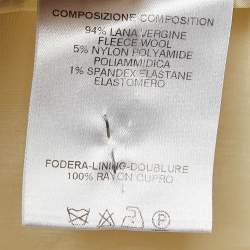 COMPOSIZIONE COMPOSITION
94% LANA VERGINE
FLEECE WOOL
5% NYLON POLYAMIDE
POLIAMMIDICA
1% SPANDEX ELASTANE
ELASTOMERO
FODERA-LINING-DOUBLURE
100% RAYON CUPRO